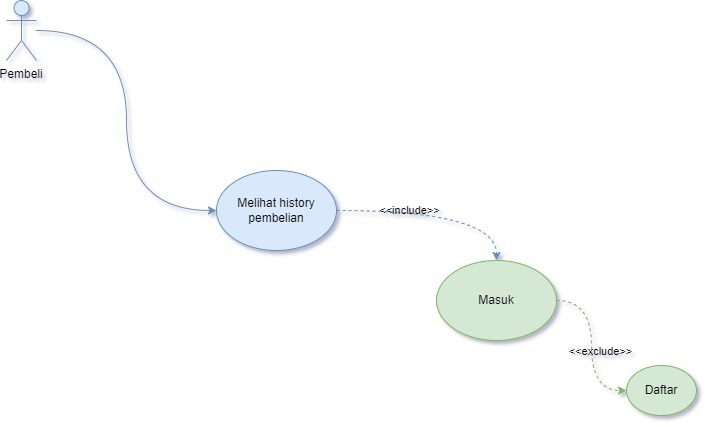 Pembeli
Melihat history
pembelian
<<include>>
Masuk
<<exclude>>
Daftar